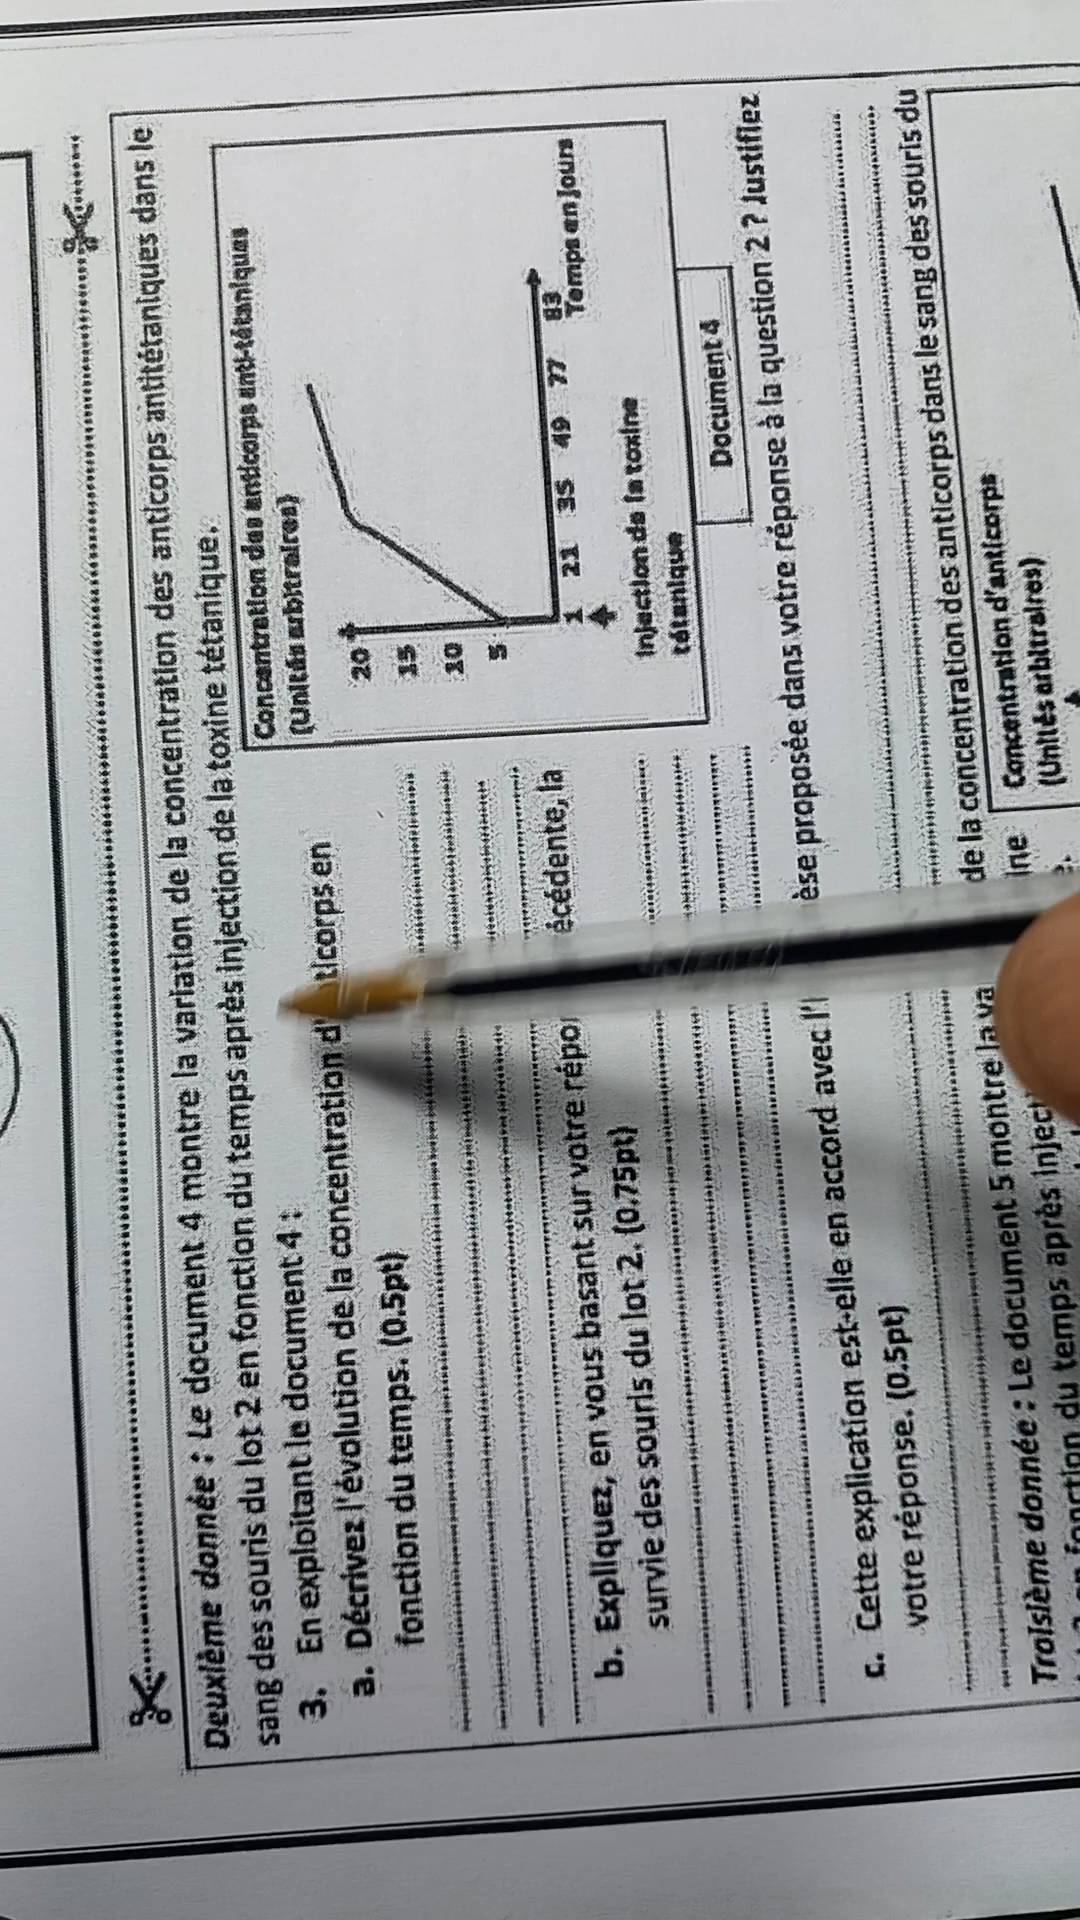 Deuxième donnée : Le document 4 montre la variation de la concentration des anticorps antitétaniques dans le
sang des souris du lot 2 en fonction du temps après injection de la toxine tétanique.
3. En exploitant le document 4 :
a. Décrivez l'évolution de la concentration d' ticorps en
fonction du temps. (0.5pt)
b. Expliquez, en vous basant sur votre répo écédente, la
survie des souris du lot 2. (0.75pt)
Concentration des anticorps anti-tétaniques
(Unités arbitraires)
20
15
10
5
1 21 35 49 77 83
Temps en jours
Injection de la toxine
tétanique
Document 4
c. Cette explication est-elle en accord avec l' èse proposée dans votre réponse à la question 2 ? Justifiez
votre réponse. (0.5pt)
Troisième donnée : Le document 5 montre la va de la concentration des anticorps dans le sang des souris du
en fonction du temps après injec ine
Concentration d'anticorps
(Unités arbitraires)